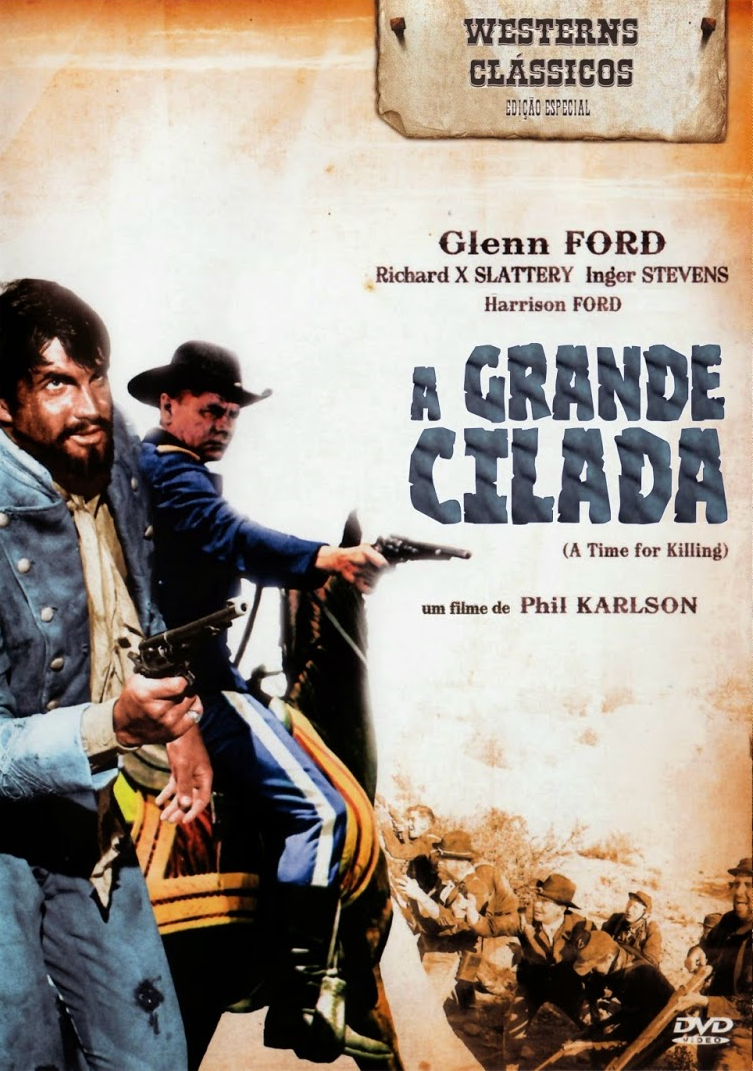 WESTERNS
CLÁSSICOS
EDIÇÃO ESPECIAL
Glenn FORD
Richard X SLATTERY Inger STEVENS
Harrison FORD
A GRANDE
CILADA
(A Time for Killing)
um filme de Phil KARLSON
DVD
VIDEO